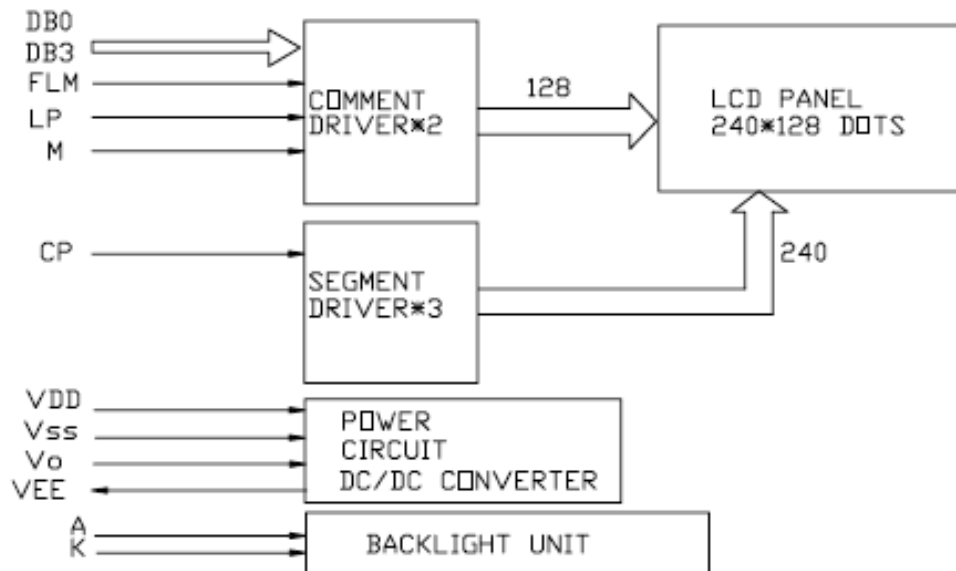 DB0
DB3
FLM
LP
M
COMMENT
DRIVER*2
128
LCD PANEL
240*128 DOTS
CP
SEGMENT
DRIVER*3
240
VDD
Vss
Vo
VEE
POWER
CIRCUIT
DC/DC CONVERTER
A
K
BACKLIGHT UNIT